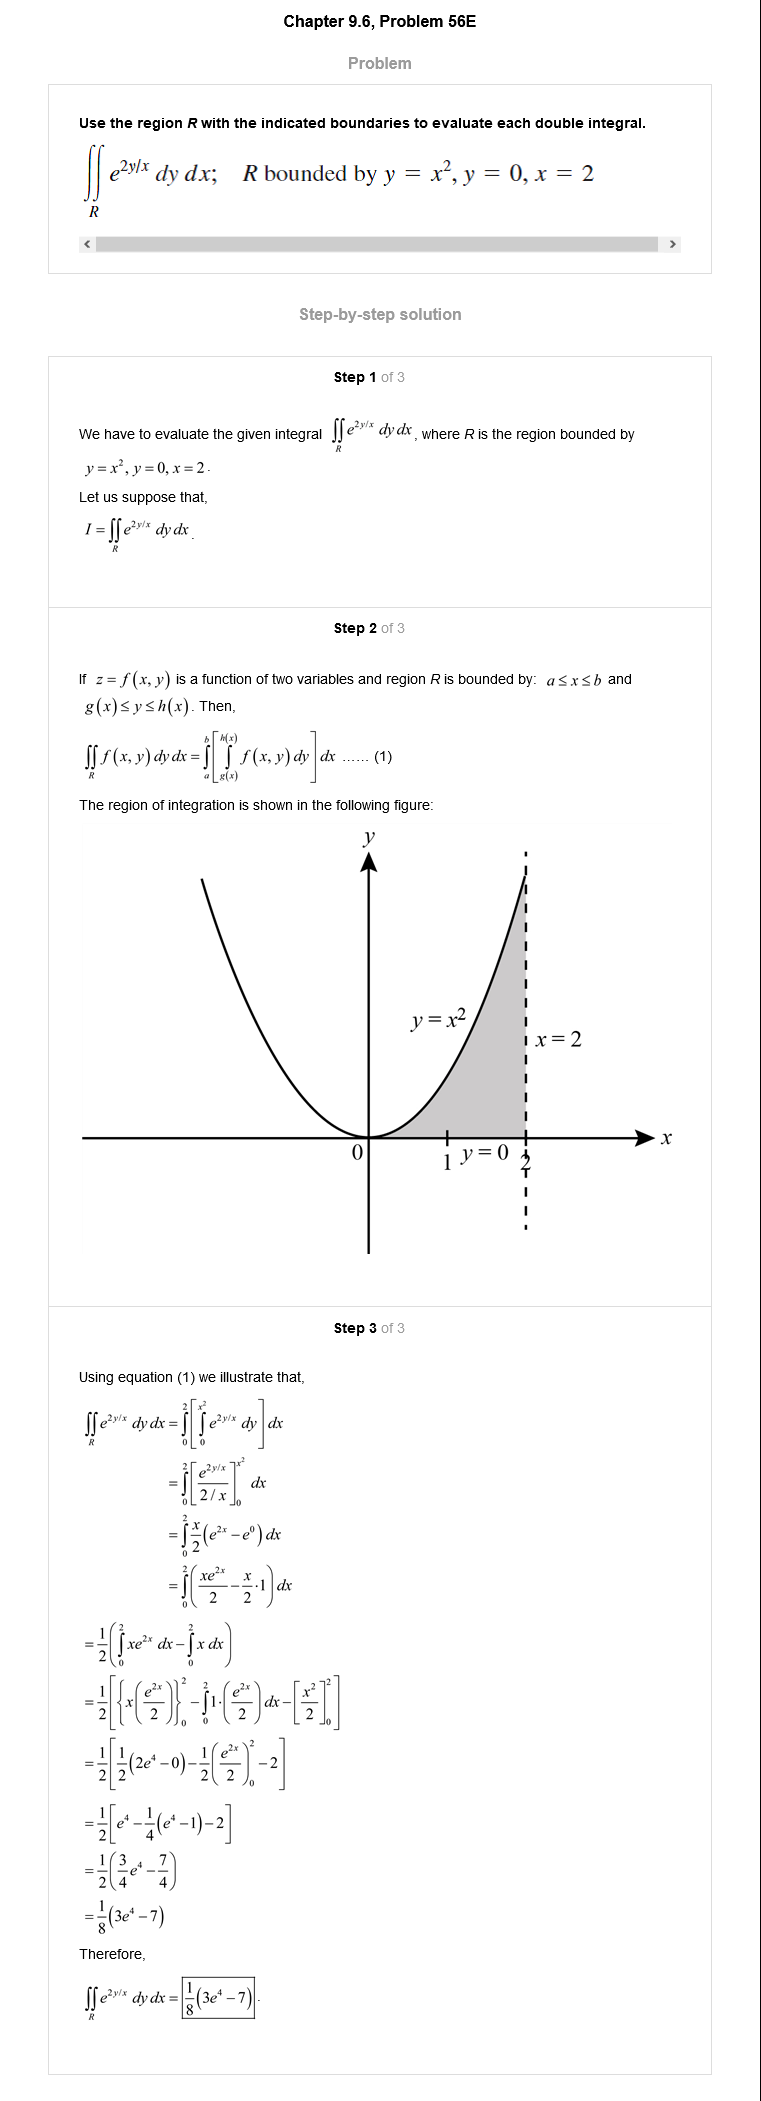 Chapter 9.6, Problem 56E
Problem
Use the region R with the indicated boundaries to evaluate each double integral.
∬_R e^{2y/x} dy dx;   R bounded by y = x², y = 0, x = 2
Step-by-step solution
Step 1 of 3
We have to evaluate the given integral ∬_R e^{2y/x} dy dx, where R is the region bounded by
y = x², y = 0, x = 2.
Let us suppose that,
I = ∬_R e^{2y/x} dy dx.
Step 2 of 3
If z = f(x, y) is a function of two variables and region R is bounded by: a ≤ x ≤ b and
g(x) ≤ y ≤ h(x). Then,
∬_R f(x, y) dy dx = ∫_a^b [∫_{g(x)}^{h(x)} f(x, y) dy] dx ...... (1)
The region of integration is shown in the following figure:
y
y = x²
x = 2
x
0
1
y = 0
2
Step 3 of 3
Using equation (1) we illustrate that,
∬_R e^{2y/x} dy dx = ∫_0^2 [∫_0^{x²} e^{2y/x} dy] dx
= ∫_0^2 [e^{2y/x} / (2/x)]_0^{x²} dx
= ∫_0^2 x/2 (e^{2x} − e^0) dx
= ∫_0^2 (xe^{2x}/2 − x/2 · 1) dx
= 1/2 (∫_0^2 xe^{2x} dx − ∫_0^2 x dx)
= 1/2 [{x(e^{2x}/2)}_0^2 − ∫_0^2 1·(e^{2x}/2) dx − [x²/2]_0^2]
= 1/2 [1/2 (2e⁴ − 0) − 1/2 (e^{2x}/2)_0^2 − 2]
= 1/2 [e⁴ − 1/4 (e⁴ − 1) − 2]
= 1/2 (3/4 e⁴ − 7/4)
= 1/8 (3e⁴ − 7)
Therefore,
∬_R e^{2y/x} dy dx = 1/8 (3e⁴ − 7).